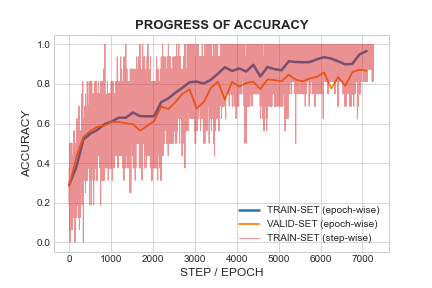 PROGRESS OF ACCURACY
ACCURACY
1.0
0.8
0.6
0.4
0.2
0.0
TRAIN-SET (epoch-wise)
VALID-SET (epoch-wise)
TRAIN-SET (step-wise)
0 1000 2000 3000 4000 5000 6000 7000
STEP / EPOCH